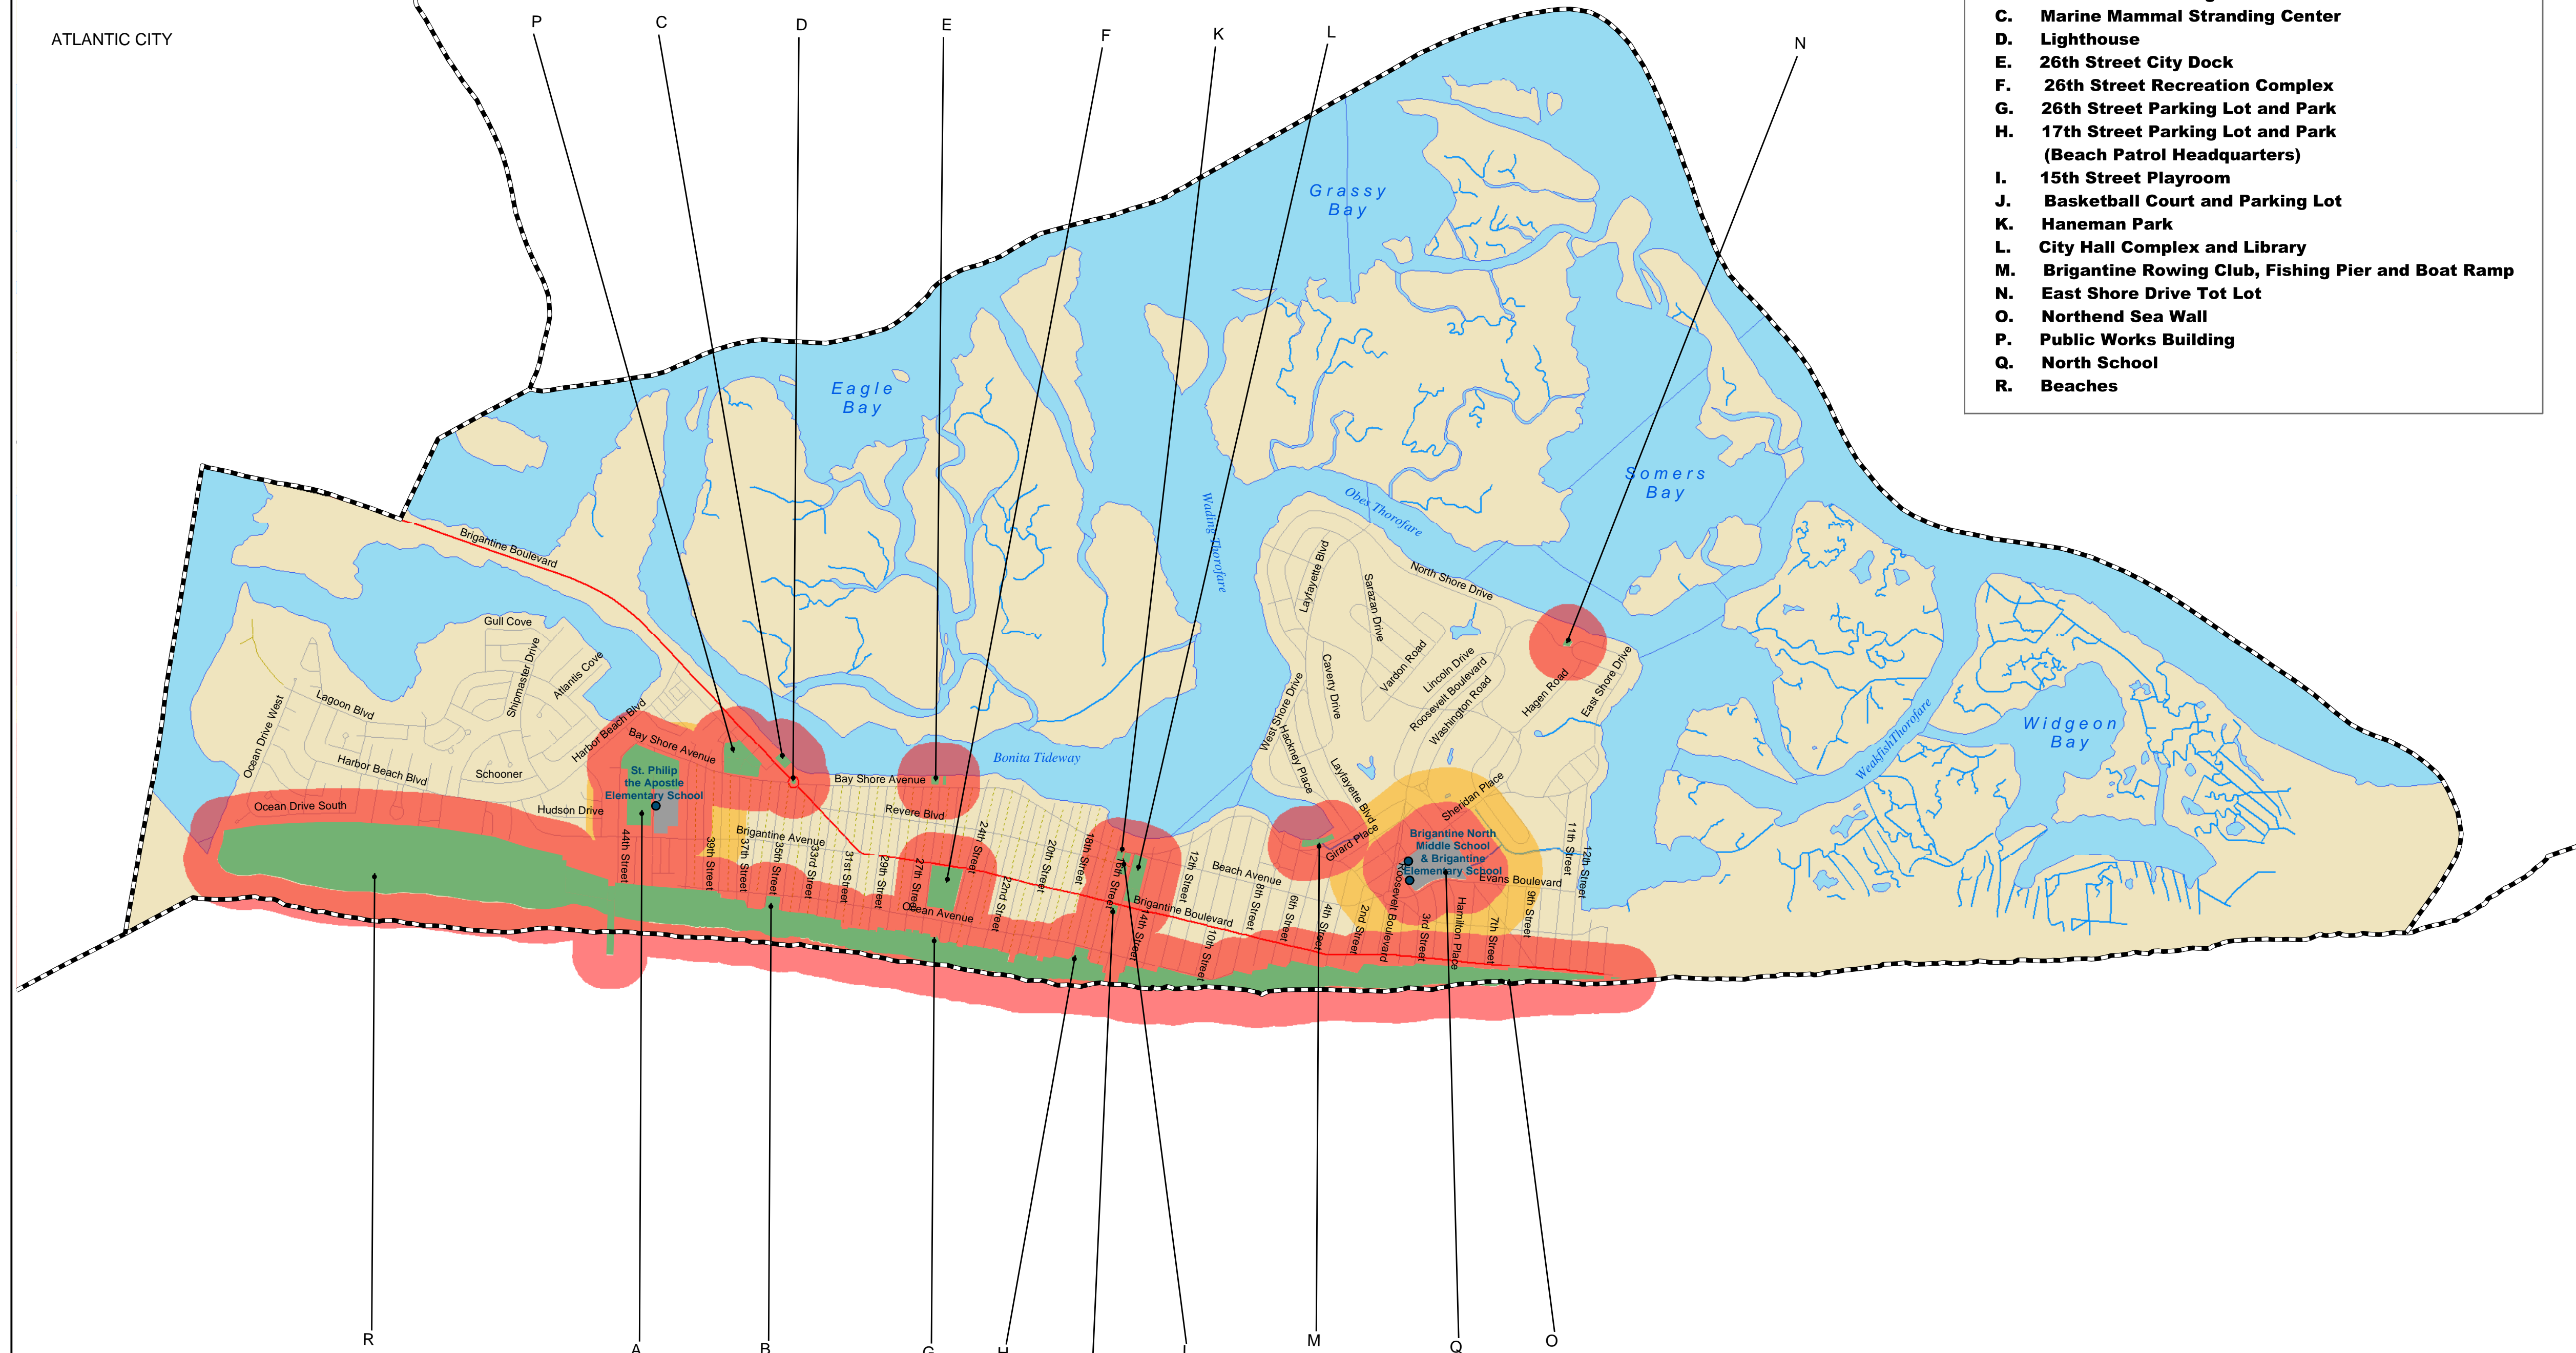 P
C
D
E
F
K
L
N
ATLANTIC CITY
C. Marine Mammal Stranding Center
D. Lighthouse
E. 26th Street City Dock
F. 26th Street Recreation Complex
G. 26th Street Parking Lot and Park
H. 17th Street Parking Lot and Park
(Beach Patrol Headquarters)
I. 15th Street Playroom
J. Basketball Court and Parking Lot
K. Haneman Park
L. City Hall Complex and Library
M. Brigantine Rowing Club, Fishing Pier and Boat Ramp
N. East Shore Drive Tot Lot
O. Northend Sea Wall
P. Public Works Building
Q. North School
R. Beaches
Grassy
Bay
Eagle
Bay
Somers
Bay
Widgeon
Bay
Obes Thorofare
Wading Thorofare
WeakfishThorofare
Bonita Tideway
Brigantine Boulevard
Gull Cove
Shipmaster Drive
Atlantis Cove
Lagoon Blvd
Ocean Drive West
Harbor Beach Blvd
Harbor Beach Blvd
Schooner
Hudson Drive
Ocean Drive South
Bay Shore Avenue
St. Philip
the Apostle
Elementary School
Bay Shore Avenue
Revere Blvd
Brigantine Avenue
Ocean Avenue
44th Street
39th Street
37th Street
35th Street
33rd Street
31st Street
29th Street
27th Street
24th Street
22nd Street
20th Street
18th Street
16th Street
14th Street
12th Street
10th Street
8th Street
6th Street
4th Street
2nd Street
Beach Avenue
Brigantine Boulevard
Layfayette Blvd
Sarazan Drive
North Shore Drive
Vardon Road
Lincoln Drive
Roosevelt Boulevard
Washington Road
Caverty Drive
West Shore Drive
Hackney Place
Layfayette Blvd
Hagen Road
East Shore Drive
Sheridan Place
Girard Place
Brigantine North
Middle School
& Brigantine
Elementary School
Evans Boulevard
Roosevelt Boulevard
3rd Street
Hamilton Place
7th Street
9th Street
11th Street
12th Street
R
A
B
G
H
M
Q
O